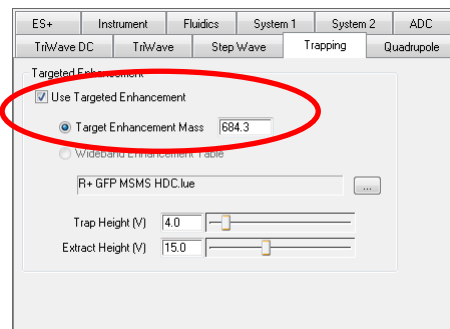 ES+ Instrument Fluidics System 1 System 2 ADC
TriWave DC TriWave Step Wave Trapping Quadrupole
Targeted Enhancement
Use Targeted Enhancement
Target Enhancement Mass 684.3
Wideband Enhancement Table
R+ GFP MSMS HDC.lue ...
Trap Height (V) 4.0
Extract Height (V) 15.0